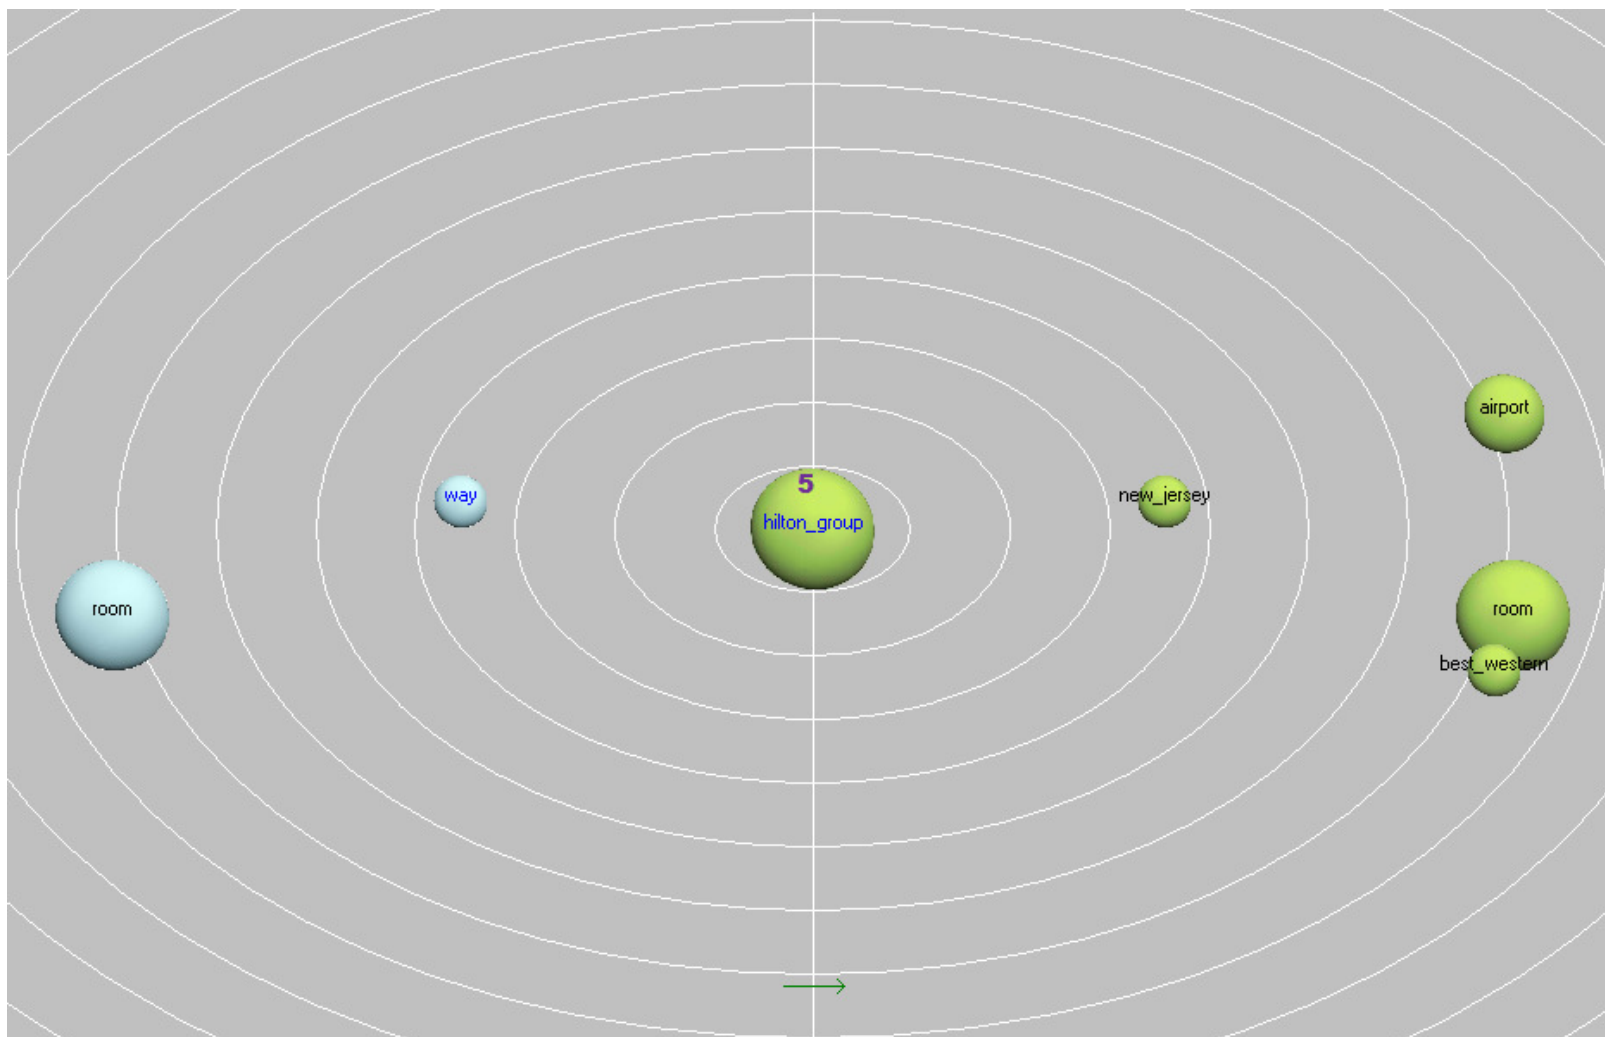 airport
5
way
new_jersey
hilton_group
room
room
best_western